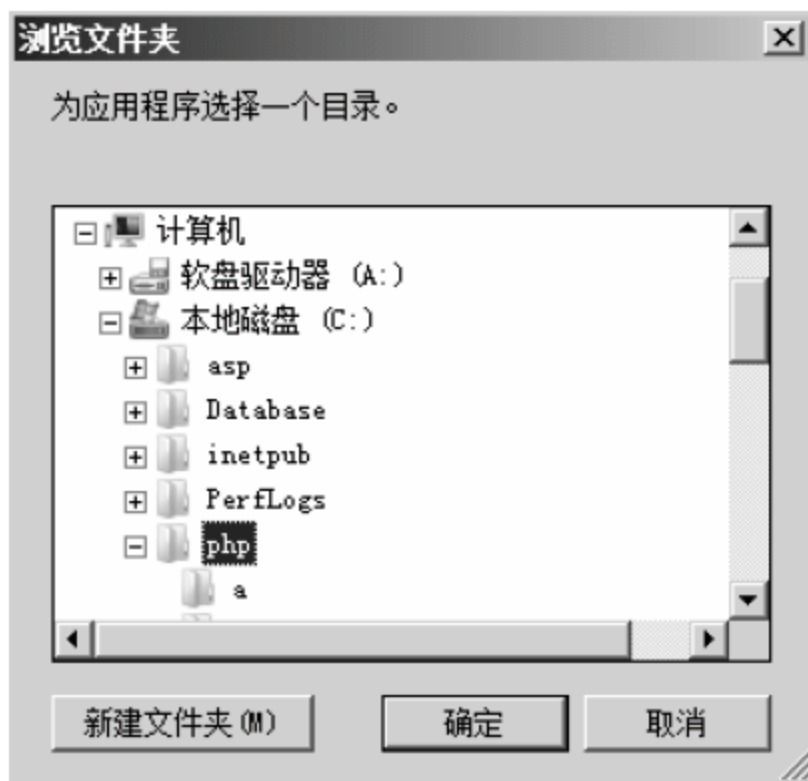 浏览文件夹
为应用程序选择一个目录。
计算机
软盘驱动器 (A:)
本地磁盘 (C:)
asp
Database
inetpub
PerfLogs
php
a
新建文件夹(M) 确定 取消